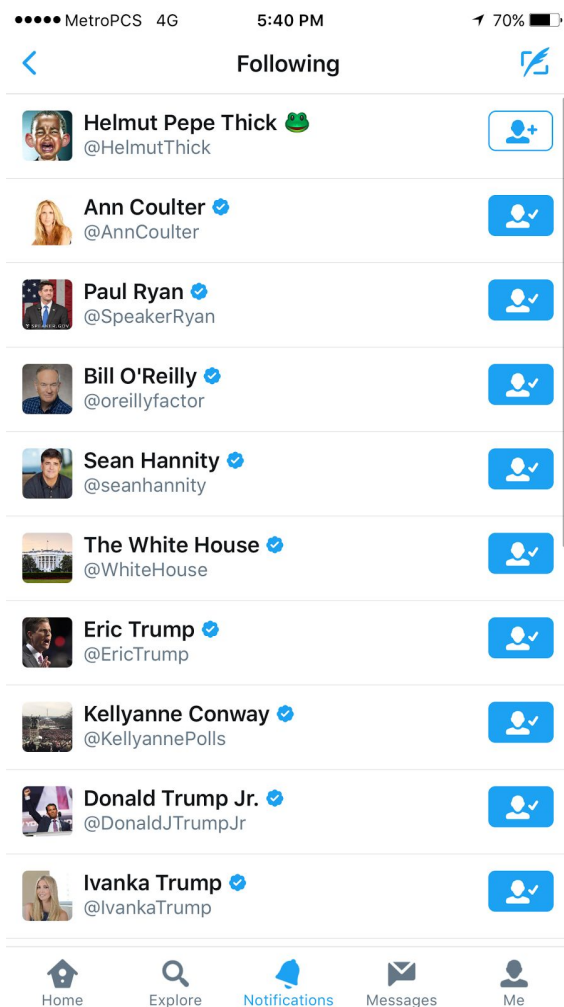 MetroPCS 4G 5:40 PM 70%
Following
Helmut Pepe Thick 🐸
@HelmutThick
Ann Coulter
@AnnCoulter
Paul Ryan
@SpeakerRyan
SPEAKER.GOV
Bill O'Reilly
@oreillyfactor
Sean Hannity
@seanhannity
The White House
@WhiteHouse
Eric Trump
@EricTrump
Kellyanne Conway
@KellyannePolls
Donald Trump Jr.
@DonaldJTrumpJr
Ivanka Trump
@IvankaTrump
Home Explore Notifications Messages Me